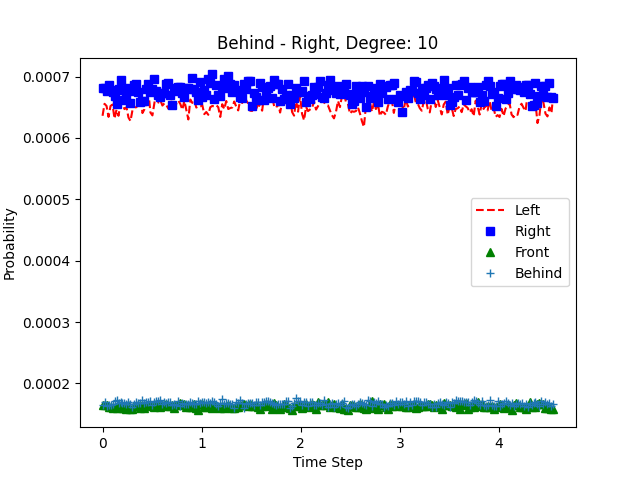 Behind - Right, Degree: 10
0.0007
0.0006
0.0005
0.0004
0.0003
0.0002
Probability
Left
Right
Front
Behind
0 1 2 3 4
Time Step